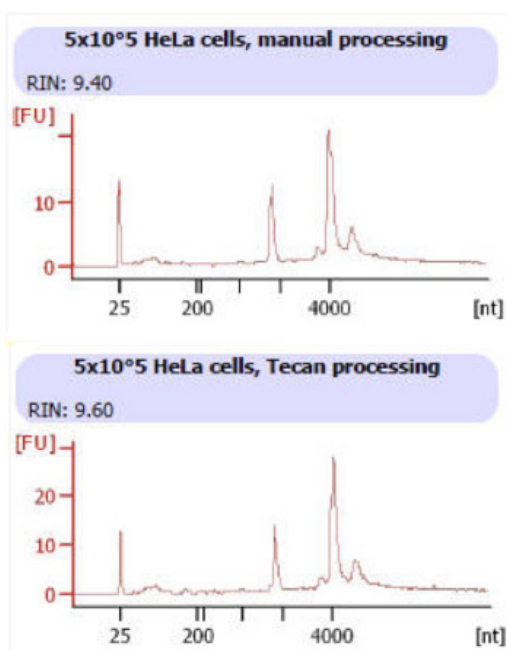 5x10°5 HeLa cells, manual processing
RIN: 9.40
[FU]
10
0
25 200 4000 [nt]
5x10°5 HeLa cells, Tecan processing
RIN: 9.60
[FU]
20
10
0
25 200 4000 [nt]